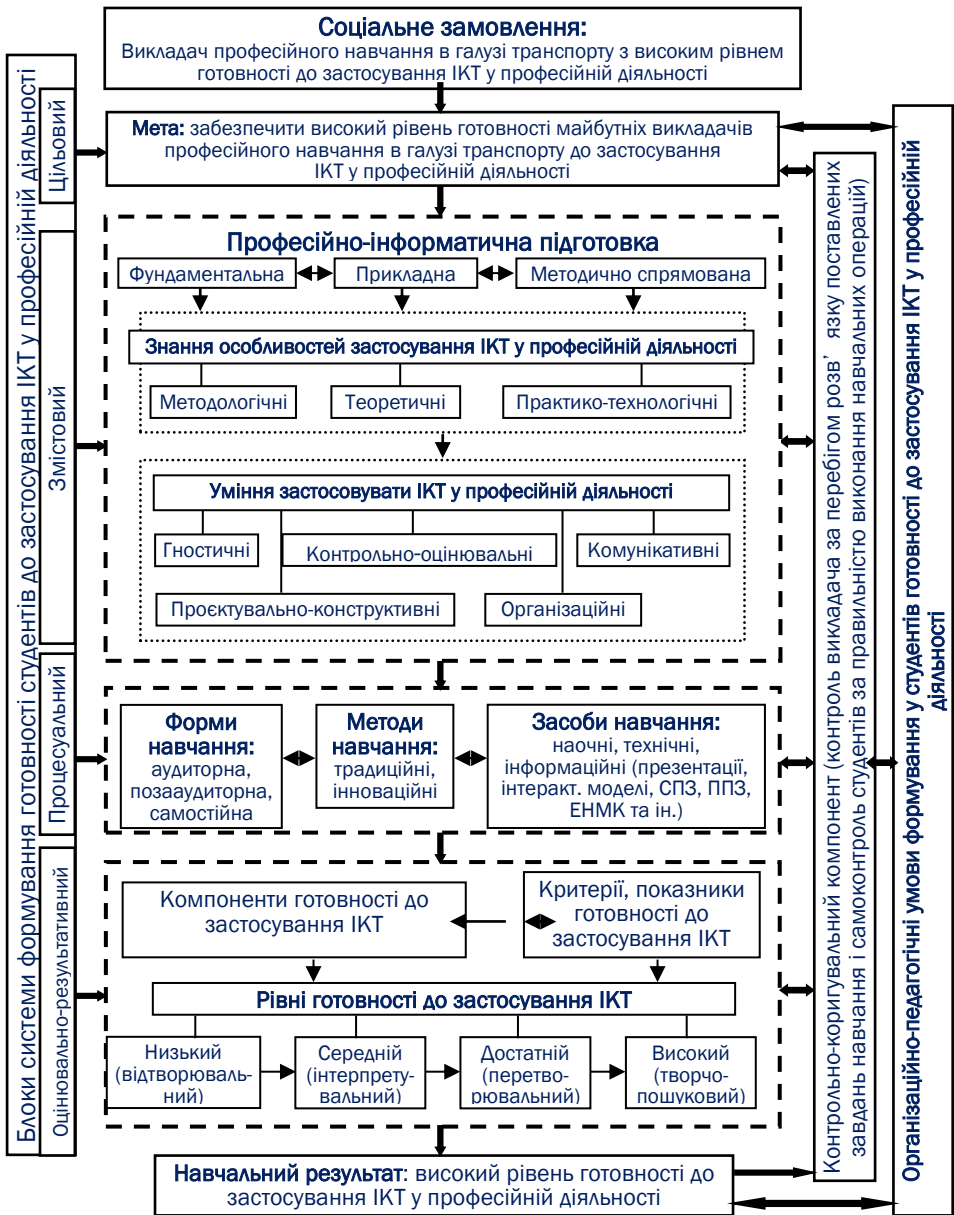 Соціальне замовлення:
Викладач професійного навчання в галузі транспорту з високим рівнем
готовності до застосування ІКТ у професійній діяльності
Блоки системи формування готовності студентів до застосування ІКТ у професійній діяльності
Цільовий
Мета: забезпечити високий рівень готовності майбутніх викладачів
професійного навчання в галузі транспорту до застосування
ІКТ у професійній діяльності
Змістовий
Професійно-інформатична підготовка
Фундаментальна
Прикладна
Методично спрямована
Знання особливостей застосування ІКТ у професійній діяльності
Методологічні
Теоретичні
Практико-технологічні
Уміння застосовувати ІКТ у професійній діяльності
Гностичні
Контрольно-оцінювальні
Комунікативні
Проєктувально-конструктивні
Організаційні
Процесуальний
Форми
навчання:
аудиторна,
позааудиторна,
самостійна
Методи
навчання:
традиційні,
інноваційні
Засоби навчання:
наочні, технічні,
інформаційні (презентації,
інтеракт. моделі, СПЗ, ППЗ,
ЕНМК та ін.)
Оцінювально-результативний
Компоненти готовності до
застосування ІКТ
Критерії, показники
готовності до
застосування ІКТ
Рівні готовності до застосування ІКТ
Низький
(відтворюваль-
ний)
Середній
(інтерпрету-
вальний)
Достатній
(перетво-
рювальний)
Високий
(творчо-
пошуковий)
Навчальний результат: високий рівень готовності до
застосування ІКТ у професійній діяльності
Контрольно-коригувальний компонент (контроль викладача за перебігом розв’ язку поставлених
завдань навчання і самоконтроль студентів за правильністю виконання навчальних операцій)
Організаційно-педагогічні умови формування у студентів готовності до застосування ІКТ у професійній
діяльності